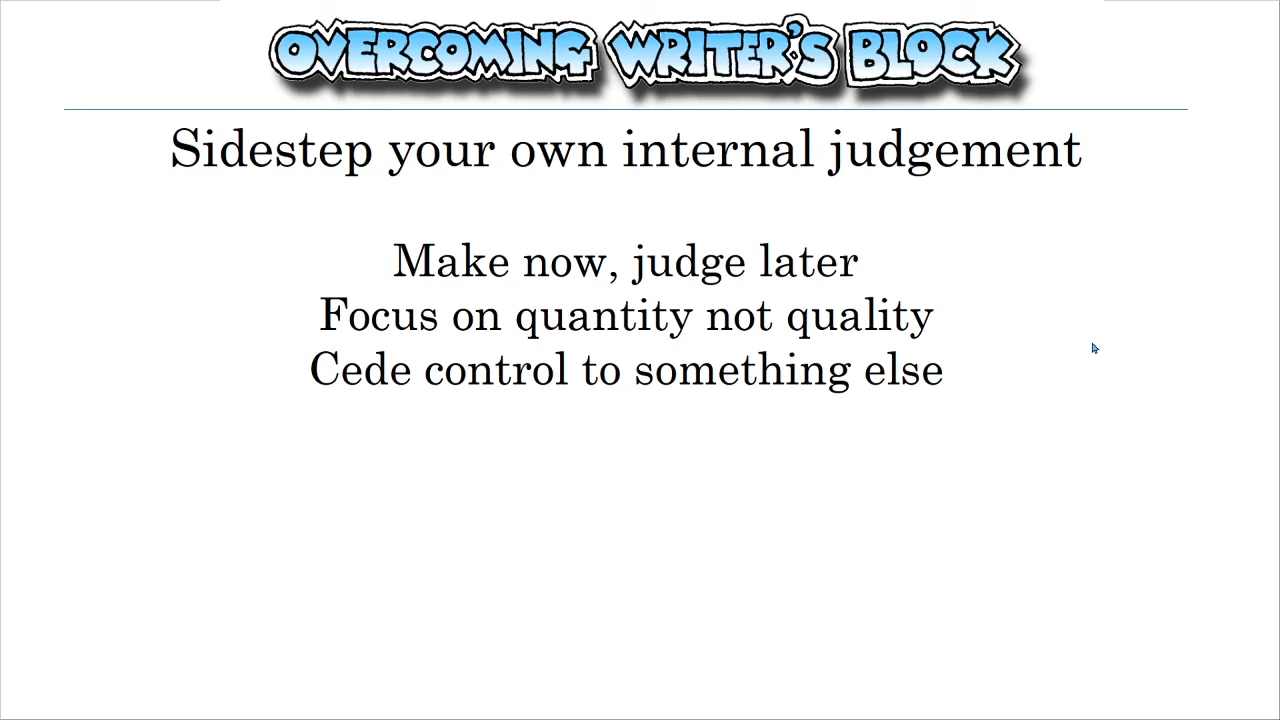 OVERCOMING WRITER'S BLOCK
Sidestep your own internal judgement
Make now, judge later
Focus on quantity not quality
Cede control to something else